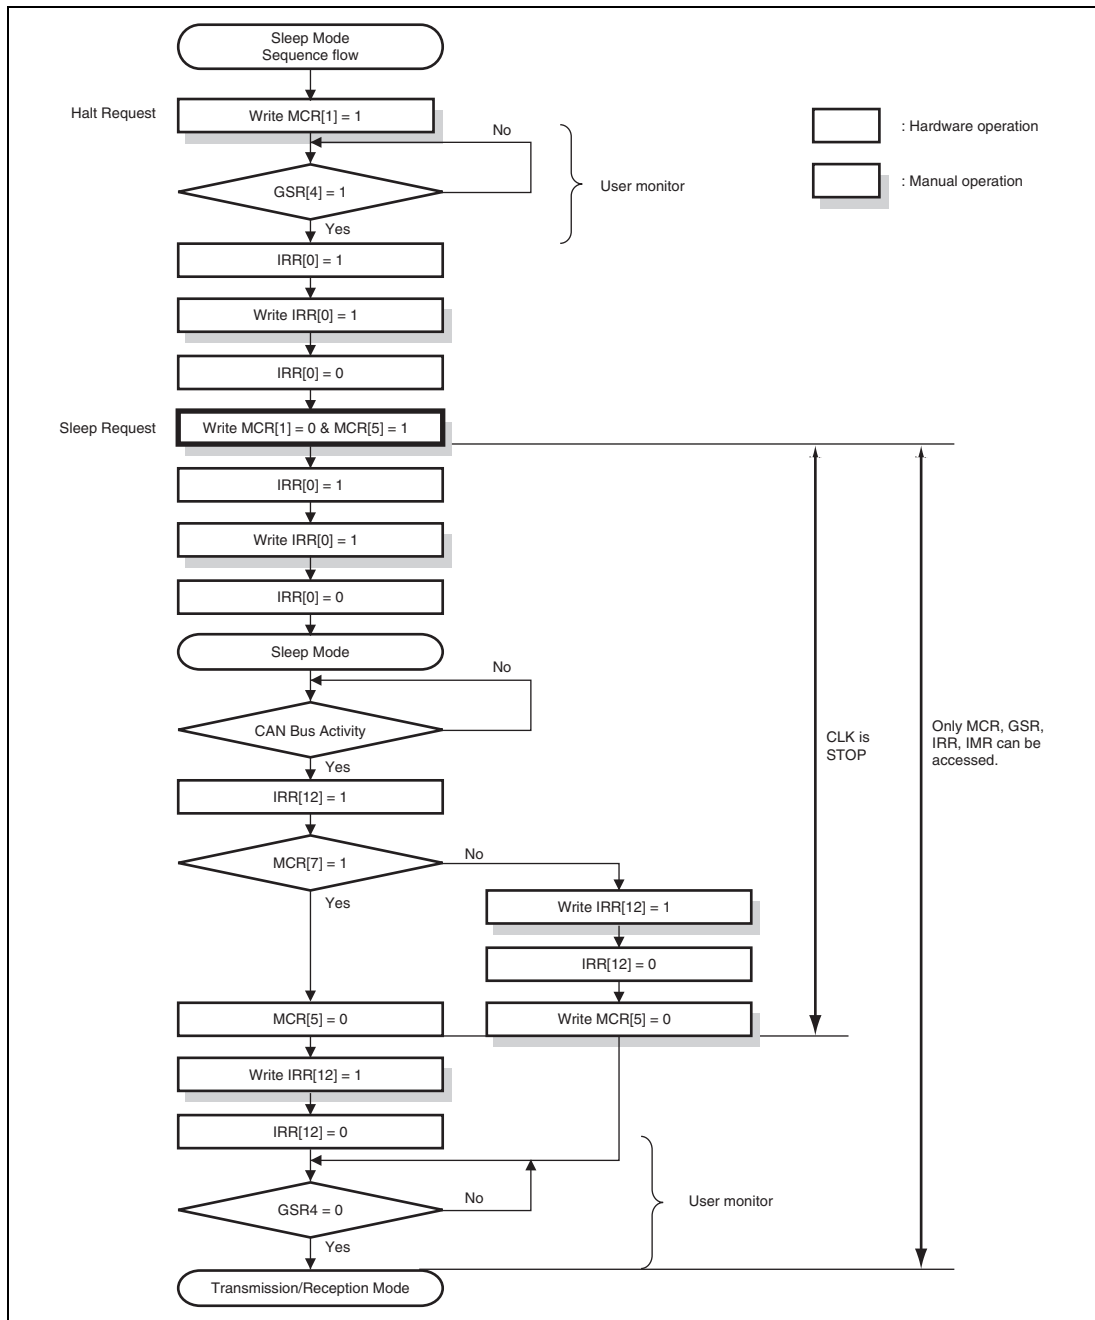 Sleep Mode
Sequence flow
Halt Request
Write MCR[1] = 1
No
GSR[4] = 1
User monitor
Yes
: Hardware operation
: Manual operation
IRR[0] = 1
Write IRR[0] = 1
IRR[0] = 0
Sleep Request
Write MCR[1] = 0 & MCR[5] = 1
IRR[0] = 1
Write IRR[0] = 1
IRR[0] = 0
Sleep Mode
No
CAN Bus Activity
Yes
CLK is
STOP
Only MCR, GSR,
IRR, IMR can be
accessed.
IRR[12] = 1
MCR[7] = 1
No
Yes
Write IRR[12] = 1
IRR[12] = 0
MCR[5] = 0
Write MCR[5] = 0
Write IRR[12] = 1
IRR[12] = 0
GSR4 = 0
No
User monitor
Yes
Transmission/Reception Mode